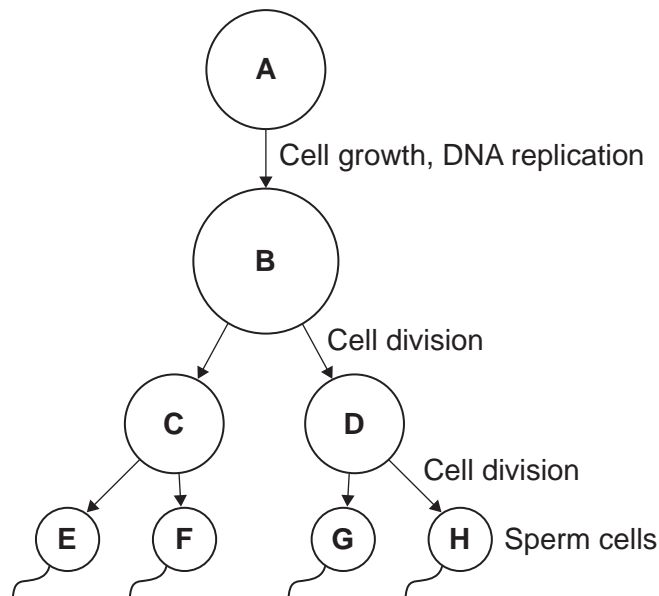 A
Cell growth, DNA replication
B
Cell division
C D
Cell division
E F G H Sperm cells